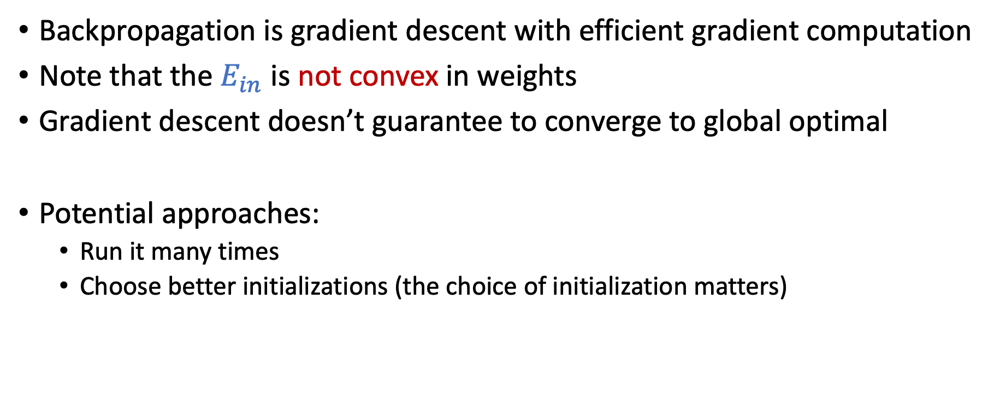 • Backpropagation is gradient descent with efficient gradient computation
• Note that the E_in is not convex in weights
• Gradient descent doesn’t guarantee to converge to global optimal
• Potential approaches:
• Run it many times
• Choose better initializations (the choice of initialization matters)